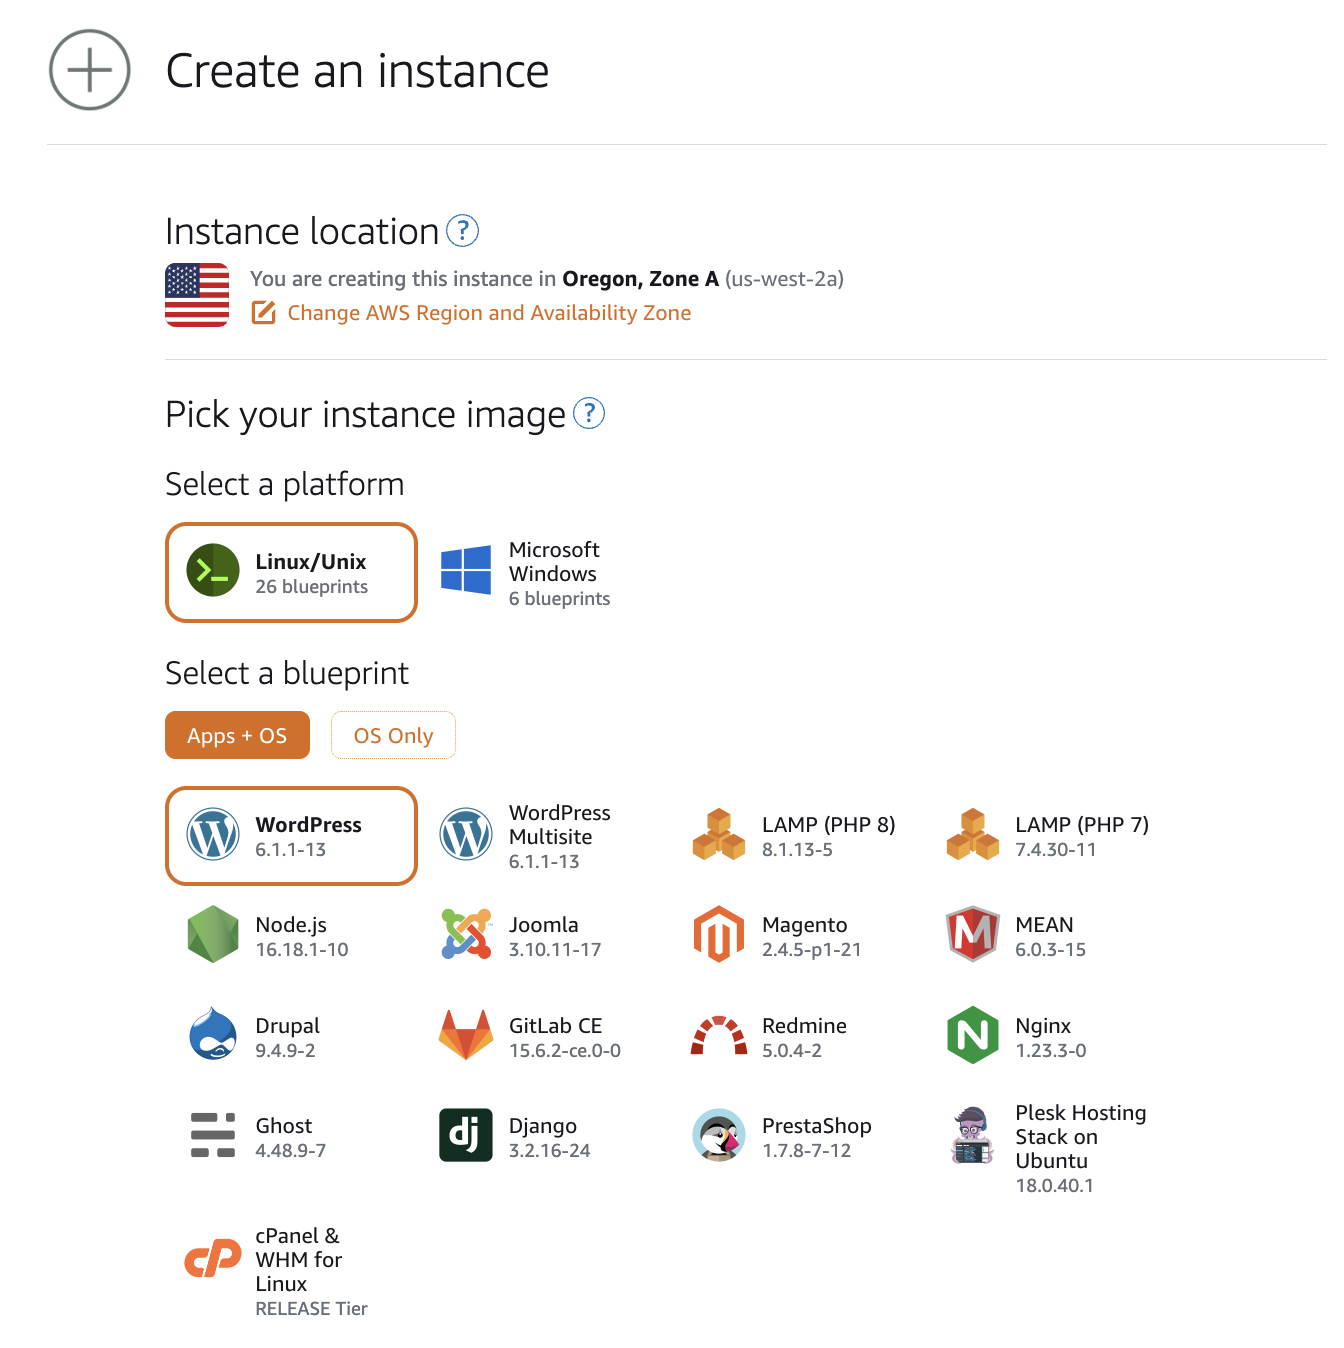 Create an instance
Instance location ?
You are creating this instance in Oregon, Zone A (us-west-2a)
Change AWS Region and Availability Zone
Pick your instance image ?
Select a platform
Linux/Unix
26 blueprints
Microsoft
Windows
6 blueprints
Select a blueprint
Apps + OS
OS Only
WordPress
6.1.1-13
WordPress
Multisite
6.1.1-13
LAMP (PHP 8)
8.1.13-5
LAMP (PHP 7)
7.4.30-11
Node.js
16.18.1-10
Joomla
3.10.11-17
Magento
2.4.5-p1-21
MEAN
6.0.3-15
Drupal
9.4.9-2
GitLab CE
15.6.2-ce.0-0
Redmine
5.0.4-2
Nginx
1.23.3-0
Ghost
4.48.9-7
dj
Django
3.2.16-24
PrestaShop
1.7.8-7-12
Plesk Hosting
Stack on
Ubuntu
18.0.40.1
cP
cPanel &
WHM for
Linux
RELEASE Tier